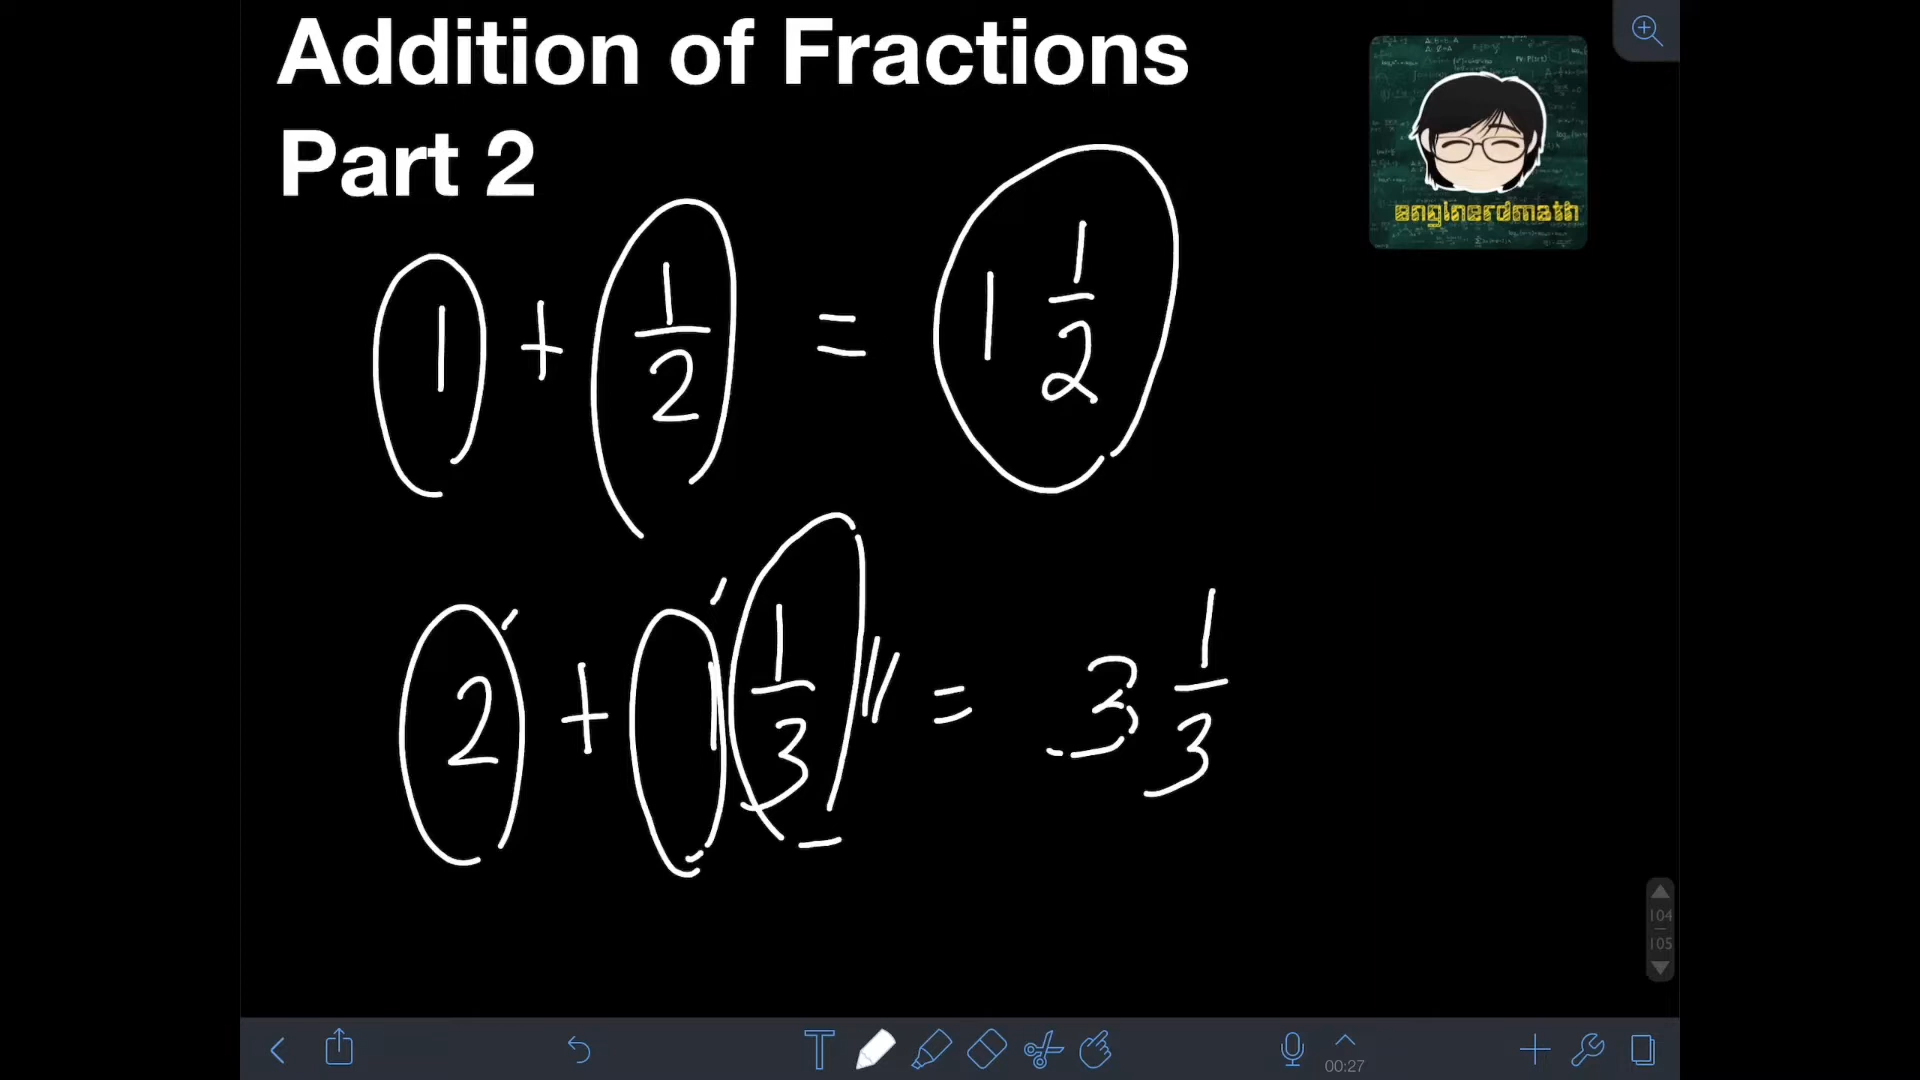 Addition of Fractions
Part 2
englnerdmath
1 + 1/2 = 1 1/2
2 + 1 1/3 = 3 1/3
104
105
T
00:27